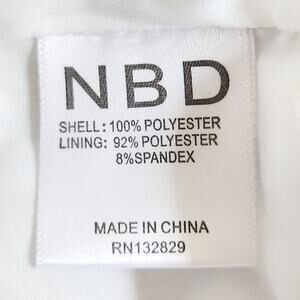 NBD
SHELL: 100% POLYESTER
LINING: 92% POLYESTER
8% SPANDEX
MADE IN CHINA
RN132829